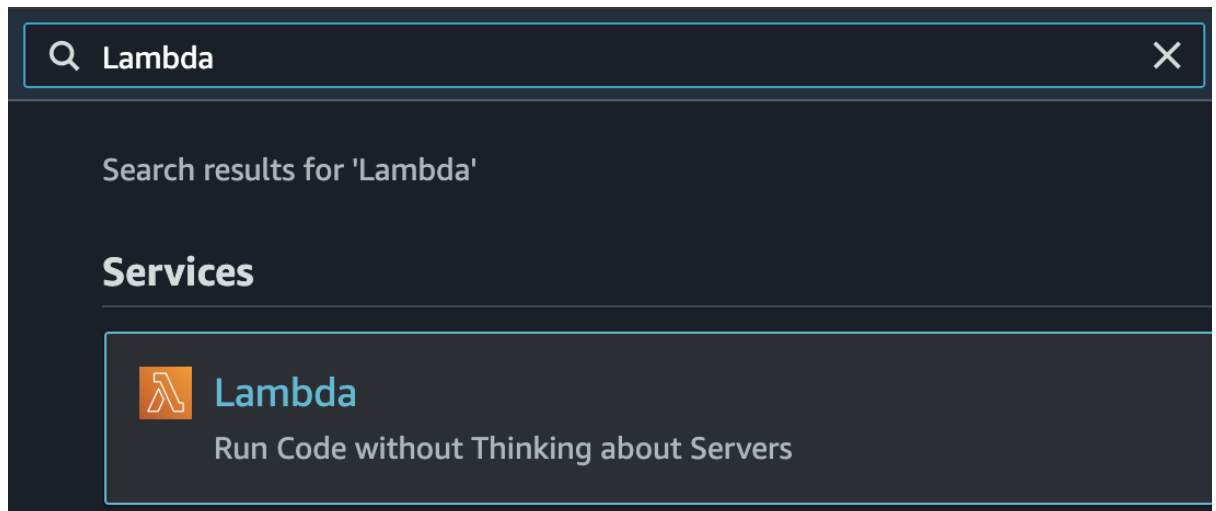 Lambda
Search results for 'Lambda'
Services
Lambda
Run Code without Thinking about Servers